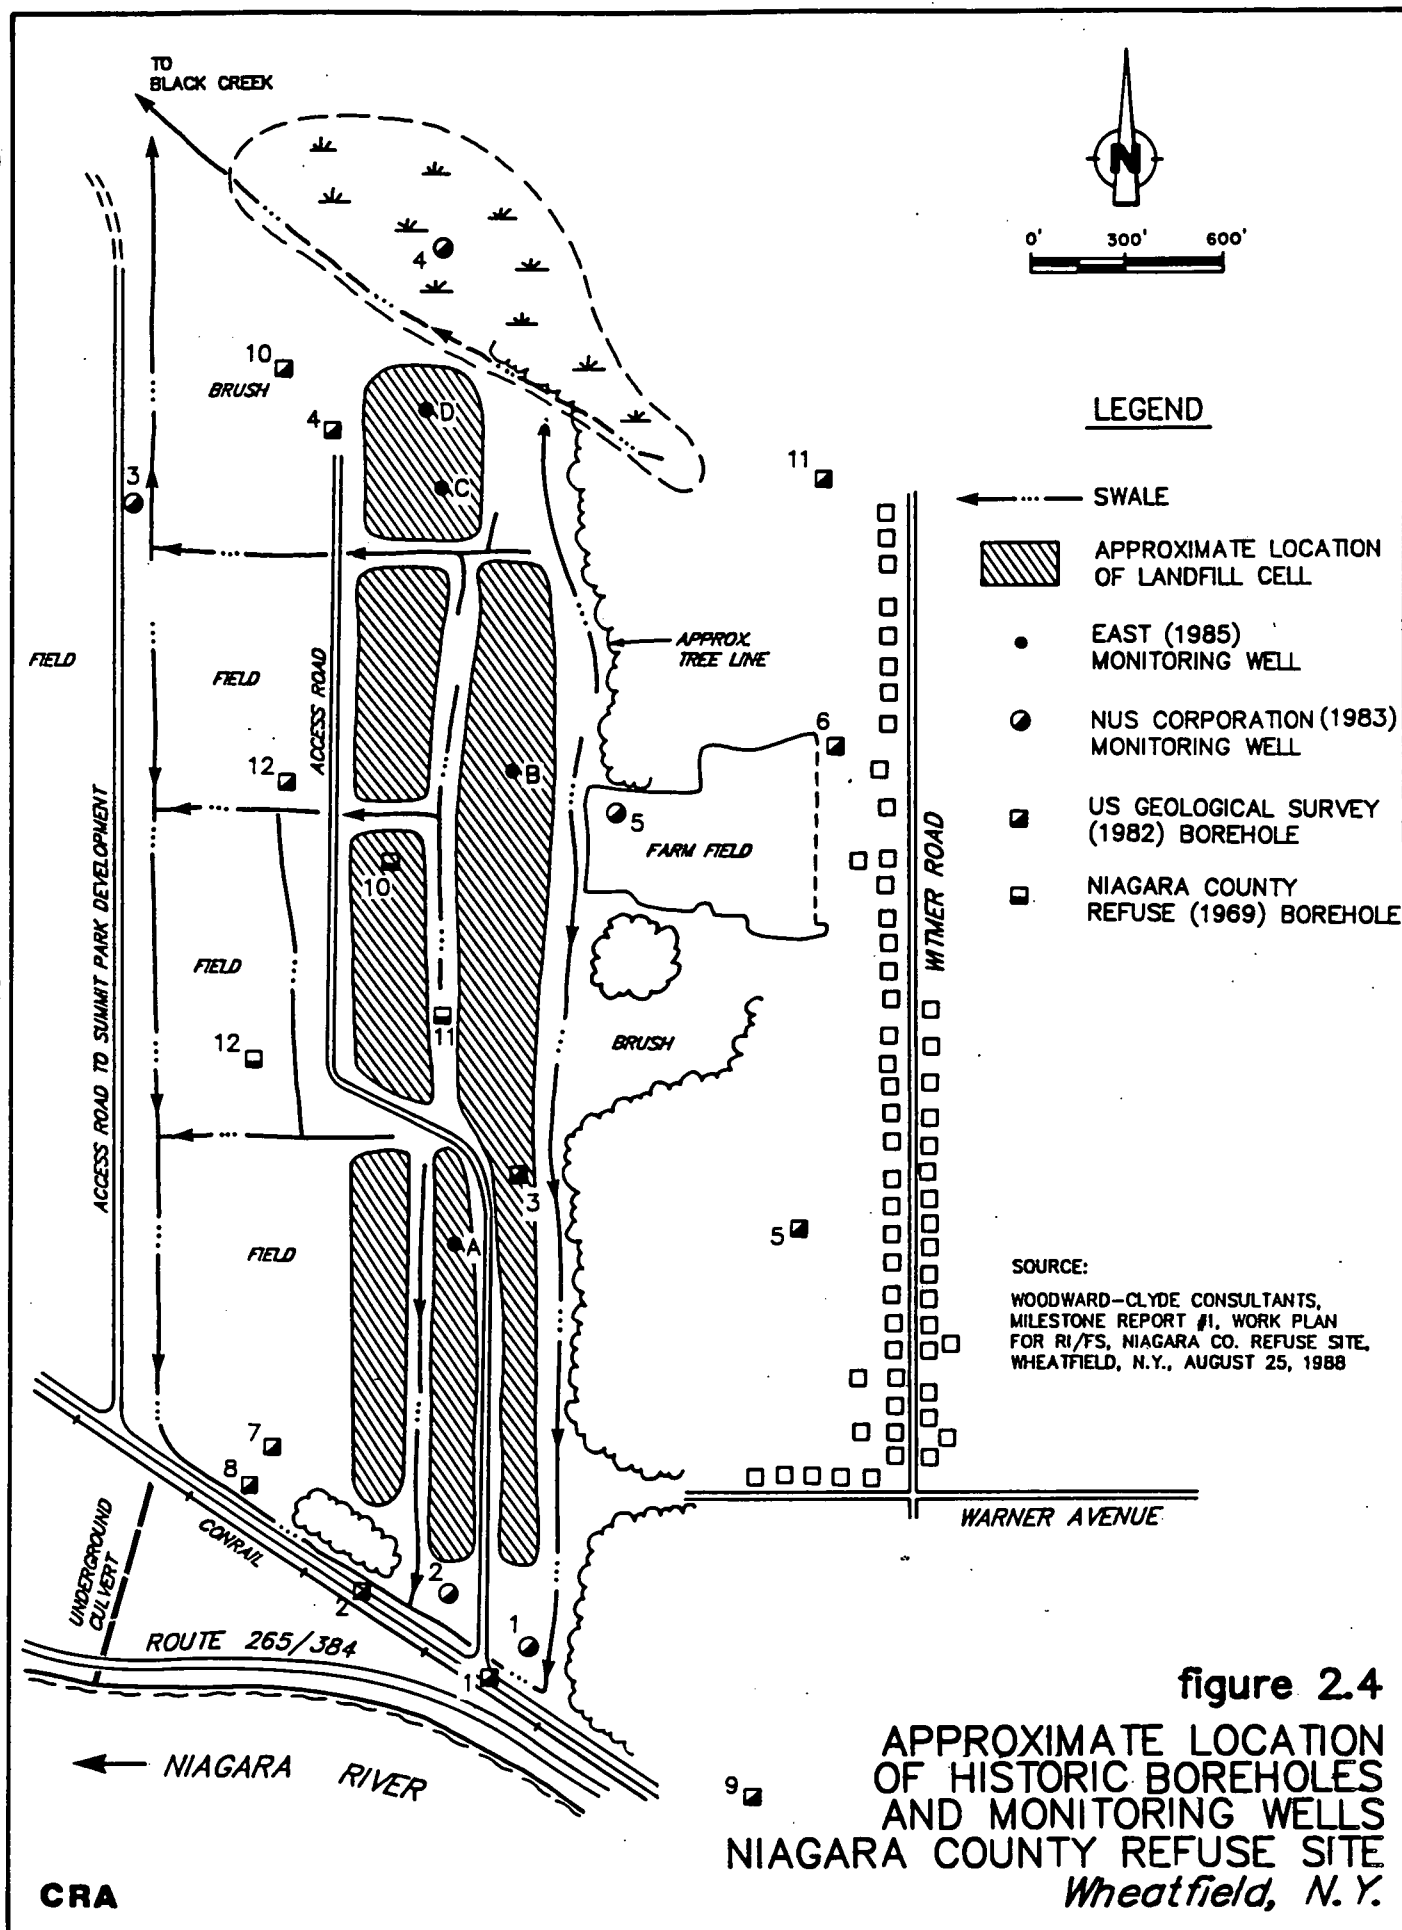 TO
BLACK CREEK
N
0' 300' 600'
4
10
BRUSH
4
D
C
3
11
LEGEND
SWALE
APPROXIMATE LOCATION
OF LANDFILL CELL
EAST (1985)
MONITORING WELL
NUS CORPORATION (1983)
MONITORING WELL
US GEOLOGICAL SURVEY
(1982) BOREHOLE
NIAGARA COUNTY
REFUSE (1969) BOREHOLE
FIELD
FIELD
ACCESS ROAD
APPROX.
TREE LINE
6
12
B
5
FARM FIELD
WITMER ROAD
10
FIELD
ACCESS ROAD TO SUMMIT PARK DEVELOPMENT
11
12
BRUSH
3
5
A
FIELD
SOURCE:
WOODWARD-CLYDE CONSULTANTS,
MILESTONE REPORT #1, WORK PLAN
FOR RI/FS, NIAGARA CO. REFUSE SITE,
WHEATFIELD, N.Y., AUGUST 25, 1988
7
8
CONRAIL
UNDERGROUND
CULVERT
WARNER AVENUE
2
2
1
1
ROUTE 265/384
NIAGARA RIVER
9
figure 2.4
APPROXIMATE LOCATION
OF HISTORIC BOREHOLES
AND MONITORING WELLS
NIAGARA COUNTY REFUSE SITE
Wheatfield, N.Y.
CRA